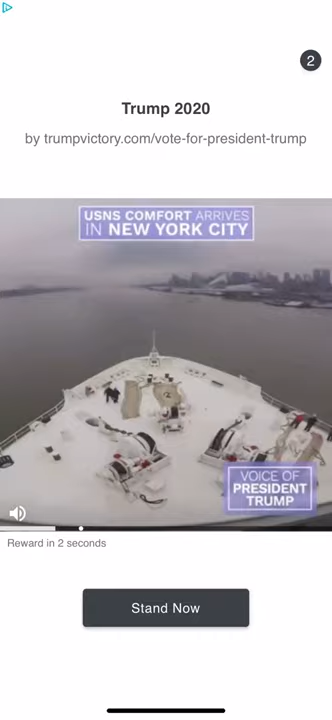 2
Trump 2020
by trumpvictory.com/vote-for-president-trump
USNS COMFORT ARRIVES
IN NEW YORK CITY
VOICE OF
PRESIDENT
TRUMP
Reward in 2 seconds
Stand Now